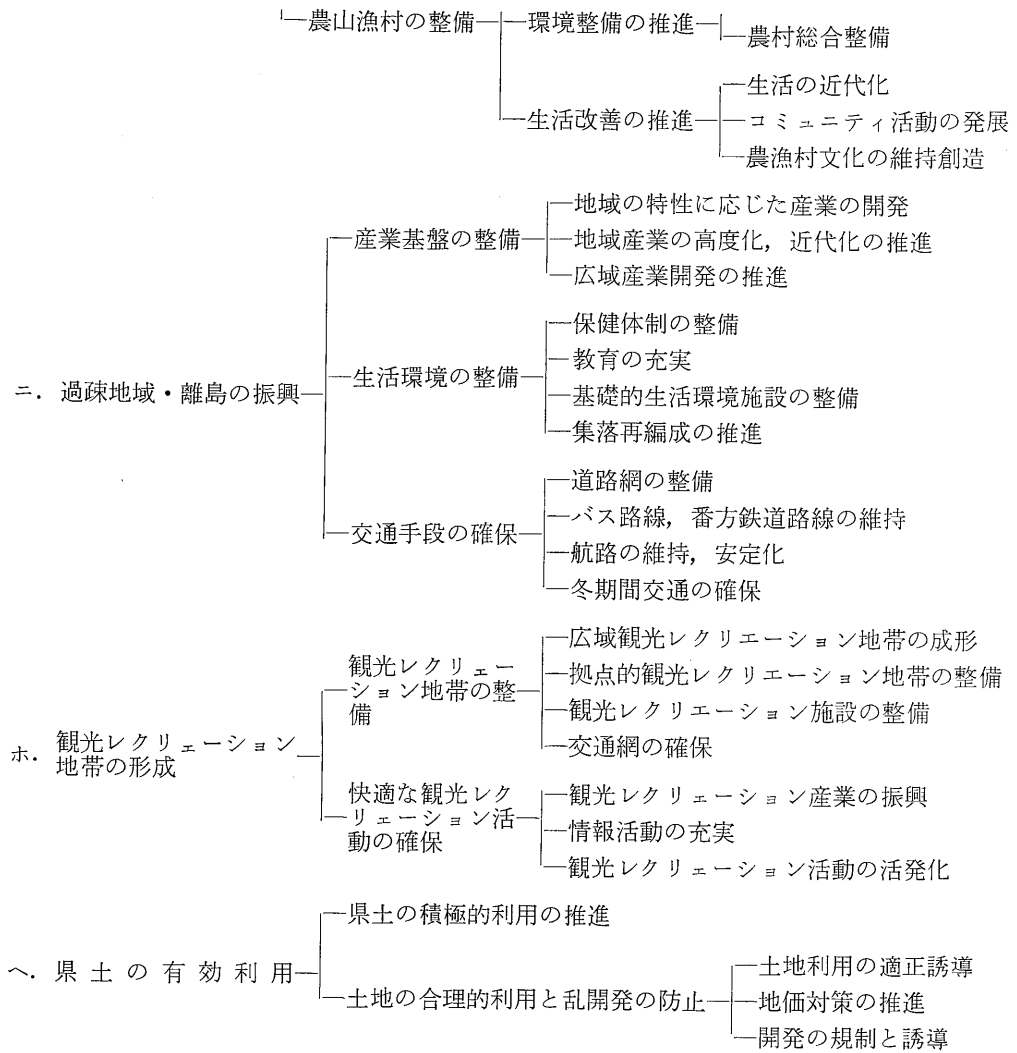 農山漁村の整備
環境整備の推進
農村総合整備
生活改善の推進
生活の近代化
コミュニティ活動の発展
農漁村文化の維持創造
ニ．過疎地域・離島の振興
産業基盤の整備
地域の特性に応じた産業の開発
地域産業の高度化，近代化の推進
広域産業開発の推進
生活環境の整備
保健体制の整備
教育の充実
基礎的生活環境施設の整備
集落再編成の推進
交通手段の確保
道路網の整備
バス路線，番方鉄道路線の維持
航路の維持，安定化
冬期間交通の確保
ホ．観光レクリェーション
地帯の形成
観光レクリェー
ション地帯の整
備
広域観光レクリエーション地帯の成形
拠点的観光レクリエーション地帯の整備
観光レクリエーション施設の整備
交通網の確保
快適な観光レク
リェーション活
動の確保
観光レクリェーション産業の振興
情報活動の充実
観光レクリェーション活動の活発化
ヘ．県土の有効利用
県土の積極的利用の推進
土地の合理的利用と乱開発の防止
土地利用の適正誘導
地価対策の推進
開発の規制と誘導